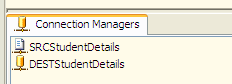 Connection Managers
SRCStudentDetails
DESTStudentDetails